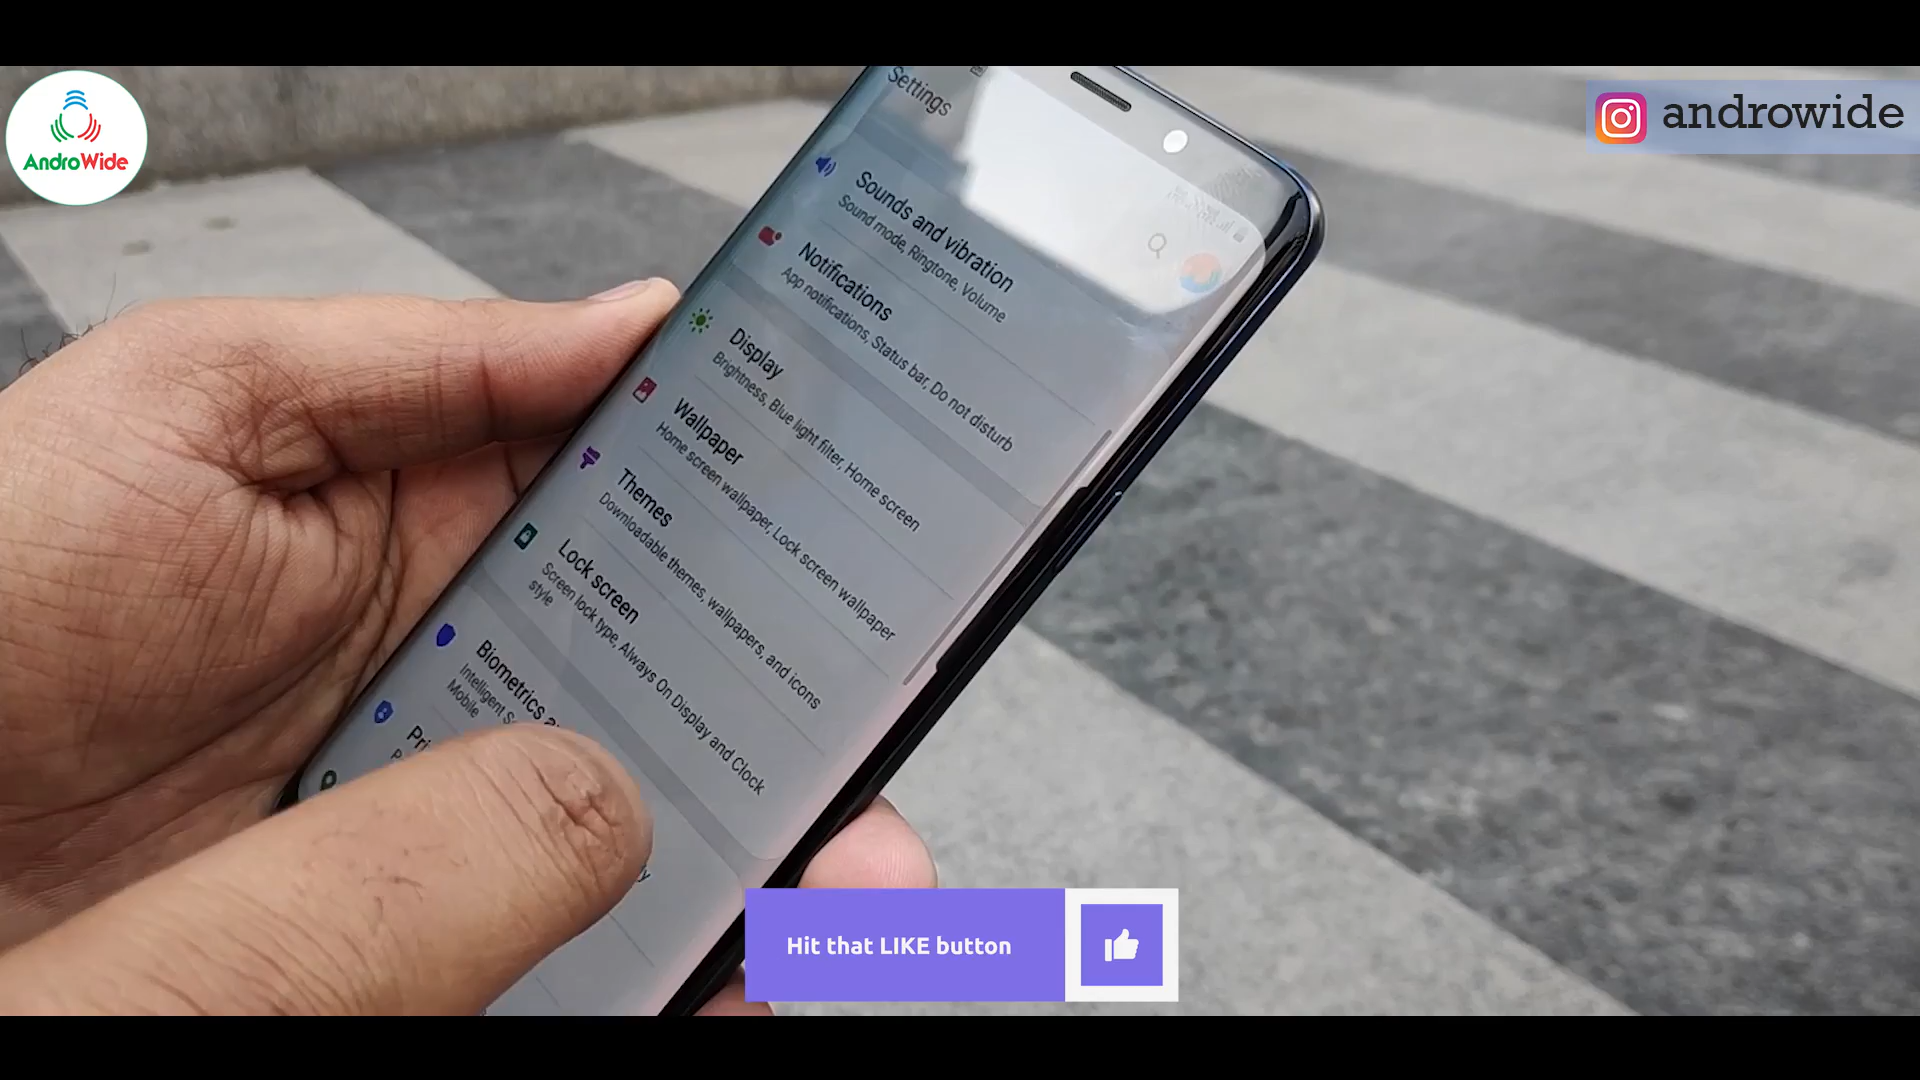 AndroWide
androwide
Settings
Sounds and vibration
Sound mode, Ringtone, Volume
Notifications
App notifications, Status bar, Do not disturb
Display
Brightness, Blue light filter, Home screen
Wallpaper
Home screen wallpaper, Lock screen wallpaper
Themes
Downloadable themes, wallpapers, and icons
Lock screen
Screen lock type, Always On Display and Clock
style
Biometrics
Intelligent
Mobile
Hit that LIKE button